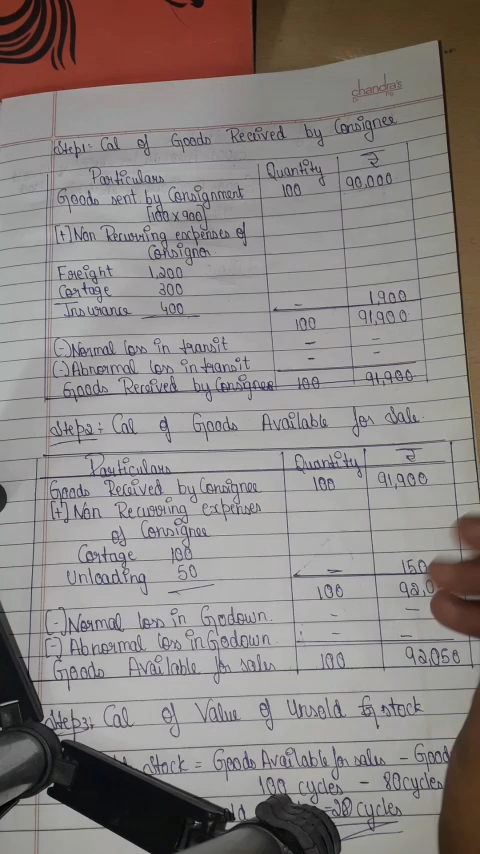 chandra's
Step1: Cal of Goods Received by Consignee
Particulars Quantity ₹
Goods sent by Consignment 100 90,000
[100 x 900]
[+] Non Recurring expenses of
Consignor
Freight 1,200
Cartage 300
Insurance 400 - 1,900
100 91,900
(-) Normal loss in transit - -
(-) Abnormal loss in transit - -
Goods Received by Consignee 100 91,900
Step2: Cal of Goods Available for Sale.
Particulars Quantity ₹
Goods Received by Consignee 100 91,900
[+] Non Recurring expenses
of Consignee
Cartage 100
Unloading 50 - 150
100 92,0
(-) Normal loss in Godown. - -
(-) Abnormal loss in Godown. - -
Goods Available for sales 100 92,050
Step3: Cal of Value of Unsold stock
Stock = Goods Available for sales - Good
100 cycles - 80 cycles
= 20 cycles